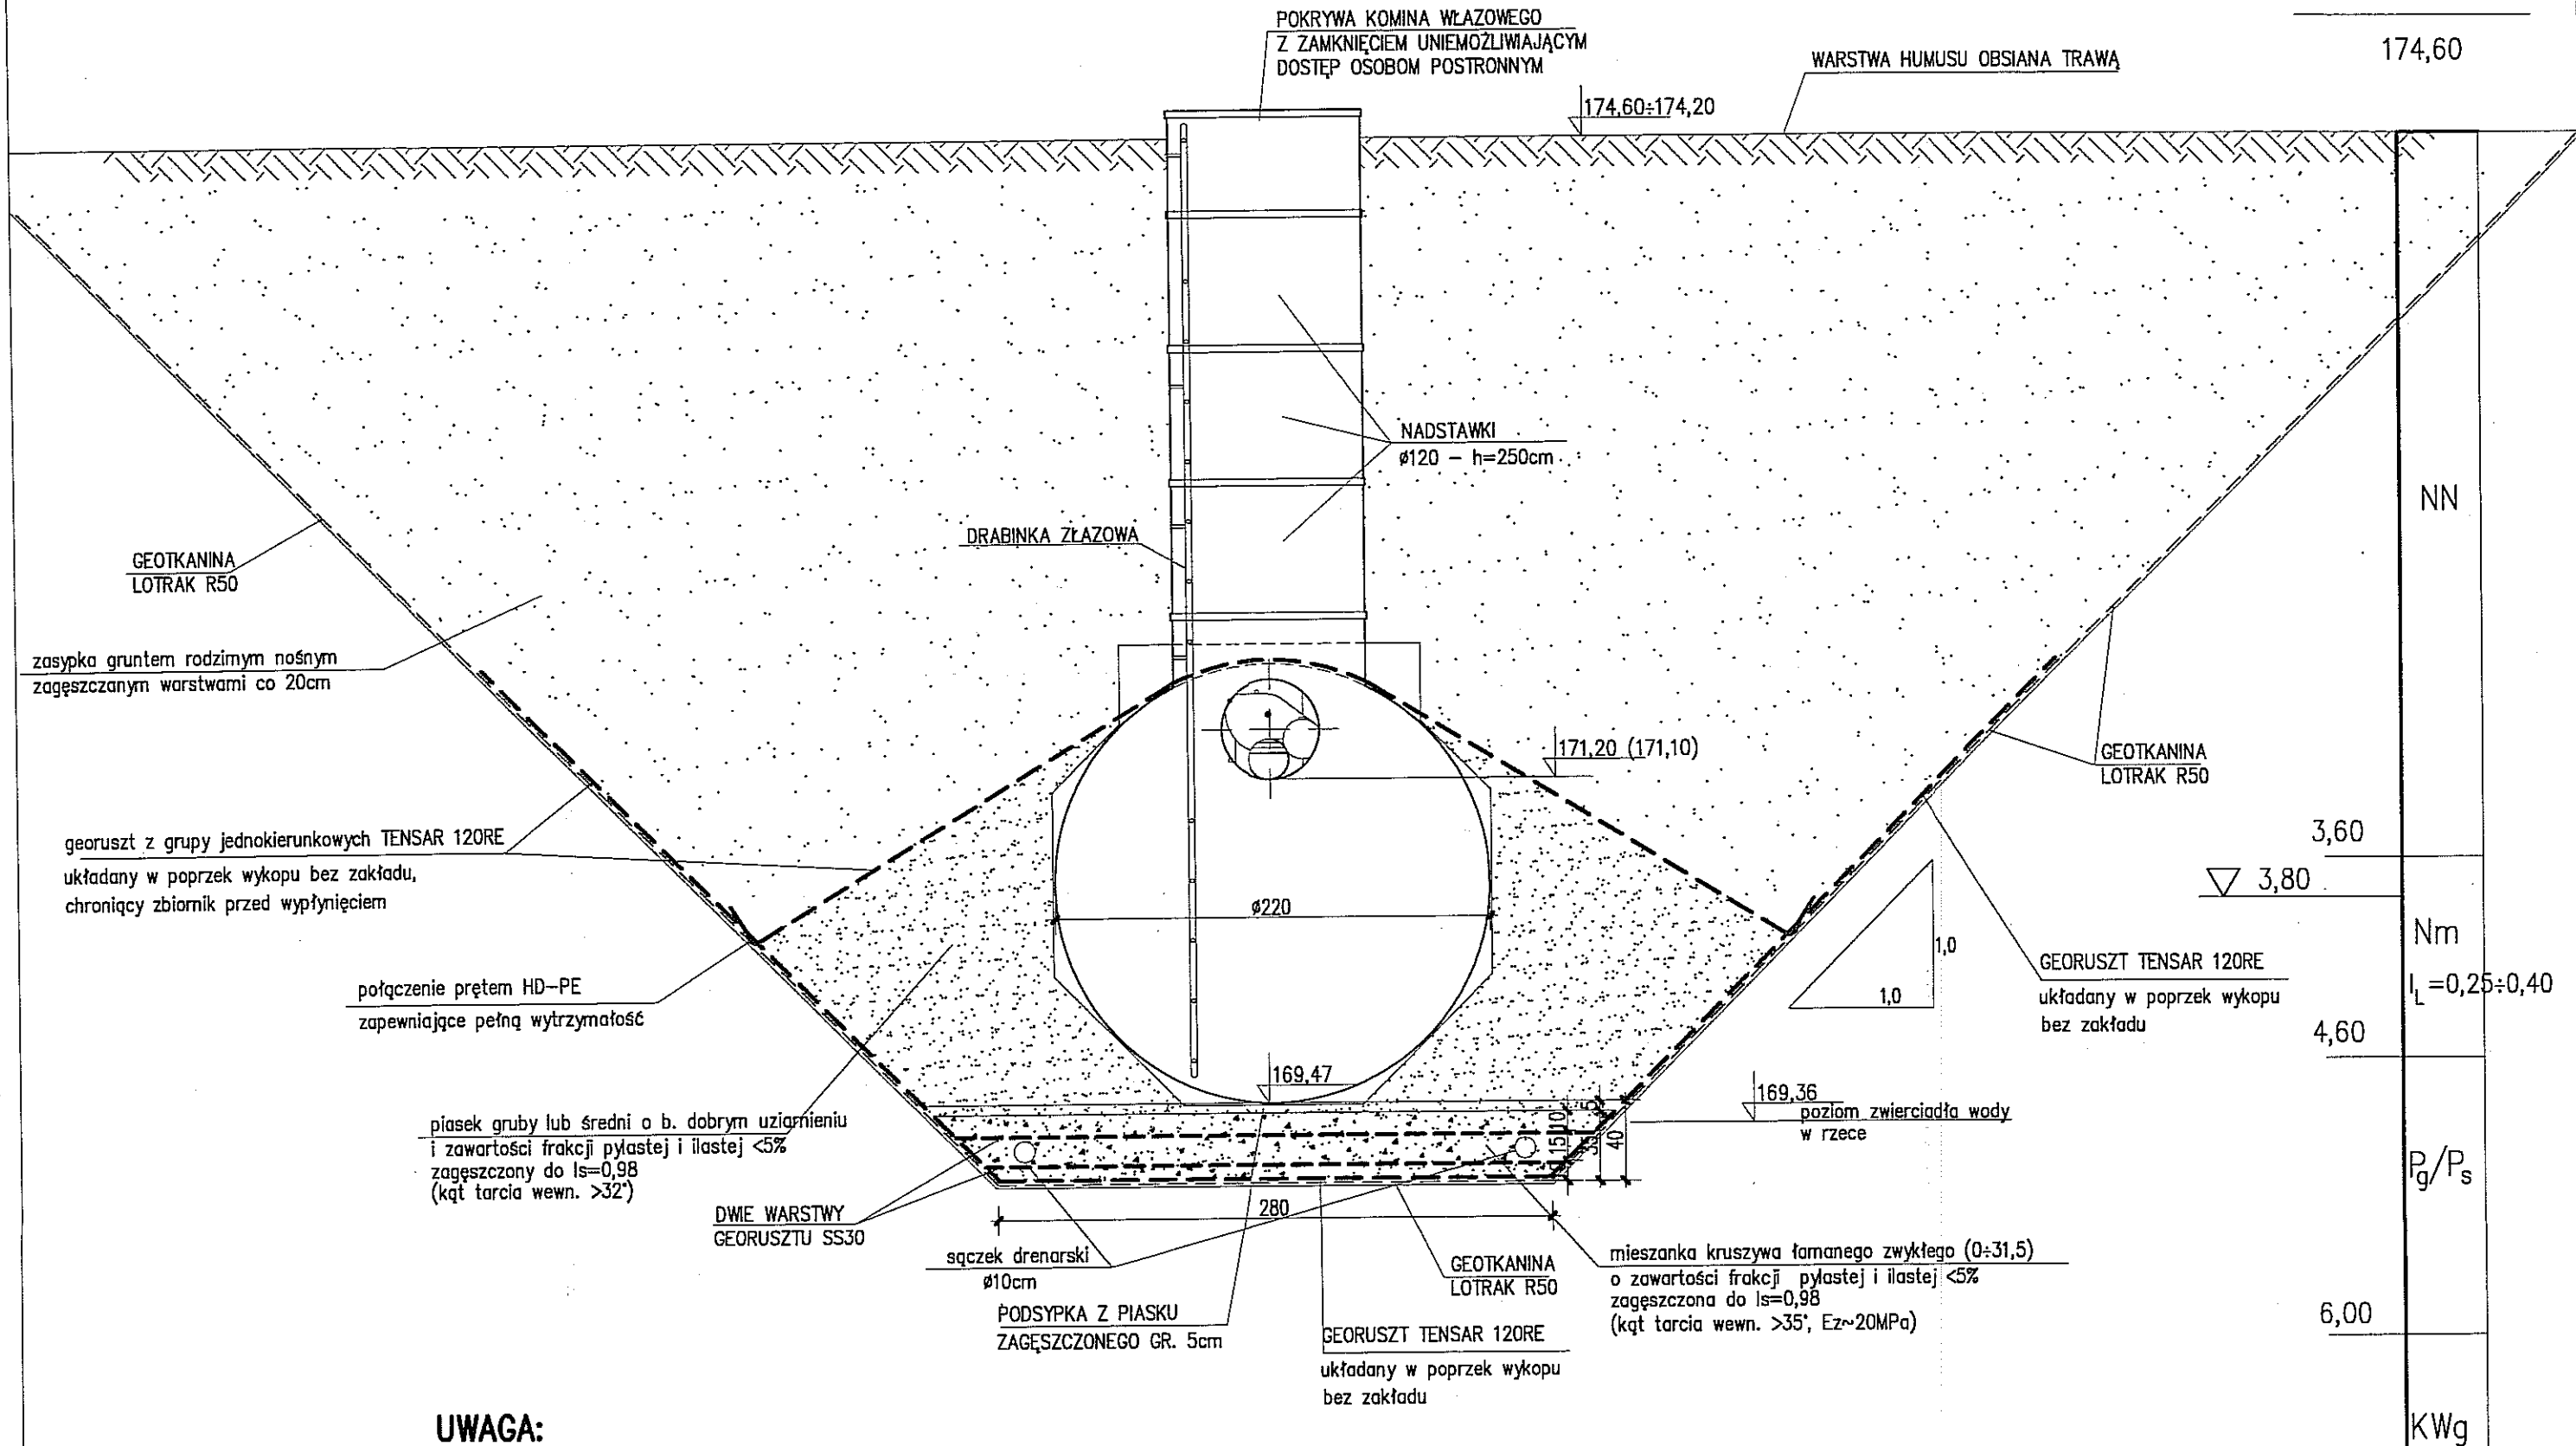 POKRYWA KOMINA WŁAZOWEGO
Z ZAMKNIĘCIEM UNIEMOŻLIWIAJĄCYM
DOSTĘP OSOBOM POSTRONNYM
WARSTWA HUMUSU OBSIANA TRAWĄ
174,60
174,60÷174,20
NADSTAWKI
ø120 - h=250cm
NN
DRABINKA ZŁAZOWA
GEOTKANINA
LOTRAK R50
zasypka gruntem rodzimym nośnym
zagęszczanym warstwami co 20cm
171,20 (171,10)
GEOTKANINA
LOTRAK R50
georuszt z grupy jednokierunkowych TENSAR 120RE
układany w poprzek wykopu bez zakładu,
chroniący zbiornik przed wypłynięciem
3,60
3,80
ø220
Nm
I_L=0,25÷0,40
1,0
1,0
GEORUSZT TENSAR 120RE
układany w poprzek wykopu
bez zakładu
połączenie prętem HD-PE
zapewniające pełną wytrzymałość
4,60
169,47
169,36
poziom zwierciadła wody
w rzece
piasek gruby lub średni o b. dobrym uziarnieniu
i zawartości frakcji pylastej i ilastej <5%
zagęszczony do Is=0,98
(kąt tarcia wewn. >32°)
15
10
5
35
40
Pg/Ps
DWIE WARSTWY
GEORUSZTU SS30
280
sączek drenarski
ø10cm
GEOTKANINA
LOTRAK R50
mieszanka kruszywa łamanego zwykłego (0÷31,5)
o zawartości frakcji pylastej i ilastej <5%
zagęszczona do Is=0,98
(kąt tarcia wewn. >35°, Ez~20MPa)
PODSYPKA Z PIASKU
ZAGĘSZCZONEGO GR. 5cm
GEORUSZT TENSAR 120RE
układany w poprzek wykopu
bez zakładu
6,00
UWAGA:
KWg